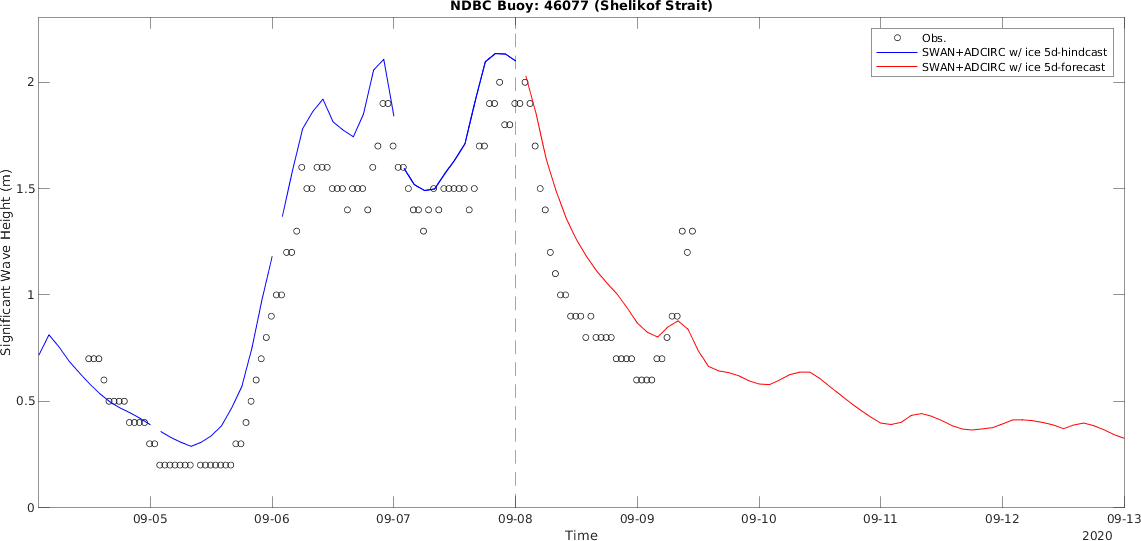 NDBC Buoy: 46077 (Shelikof Strait)
Obs.
SWAN+ADCIRC w/ ice 5d-hindcast
SWAN+ADCIRC w/ ice 5d-forecast
Significant Wave Height (m)
2
1.5
1
0.5
0
09-05 09-06 09-07 09-08 09-09 09-10 09-11 09-12 09-13
Time
2020